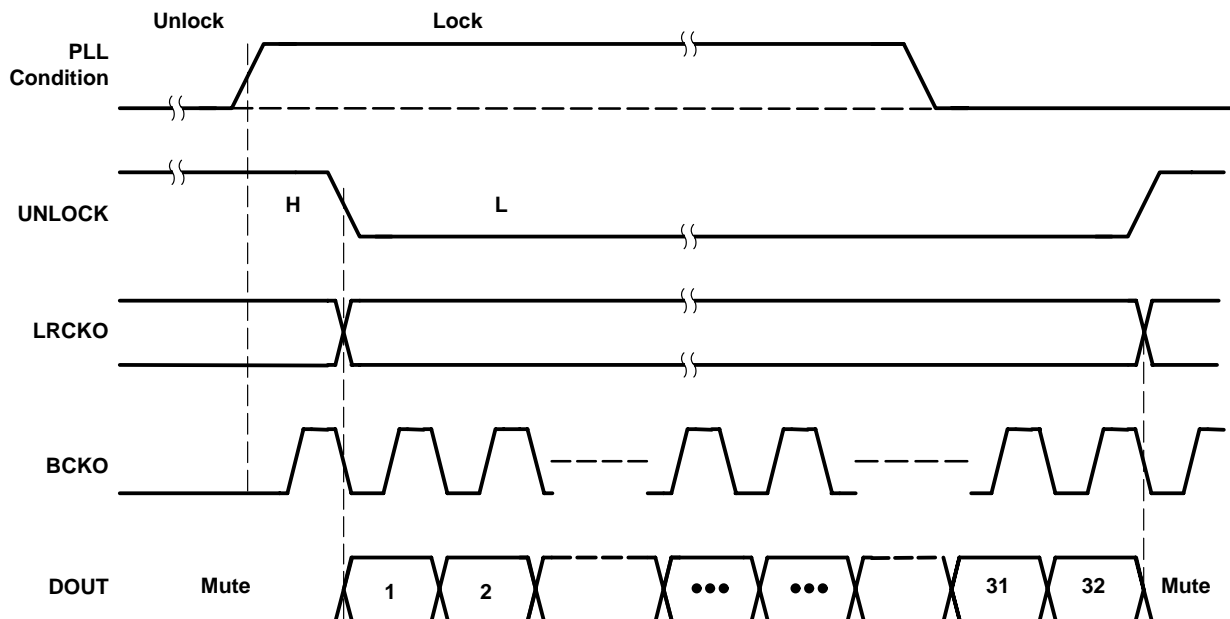 Unlock
Lock
PLL
Condition
H
L
UNLOCK
LRCKO
BCKO
DOUT
Mute
1
2
•••
•••
31
32
Mute